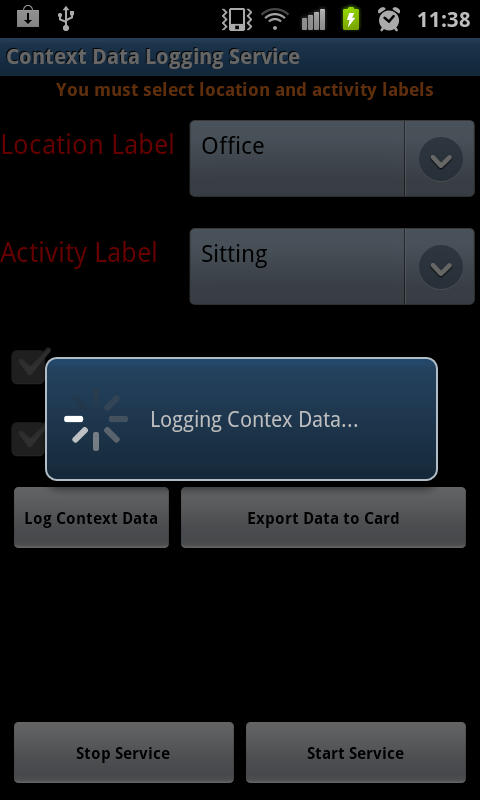 11:38
Context Data Logging Service
You must select location and activity labels
Location Label
Office
Activity Label
Sitting
Logging Contex Data...
Log Context Data
Export Data to Card
Stop Service
Start Service